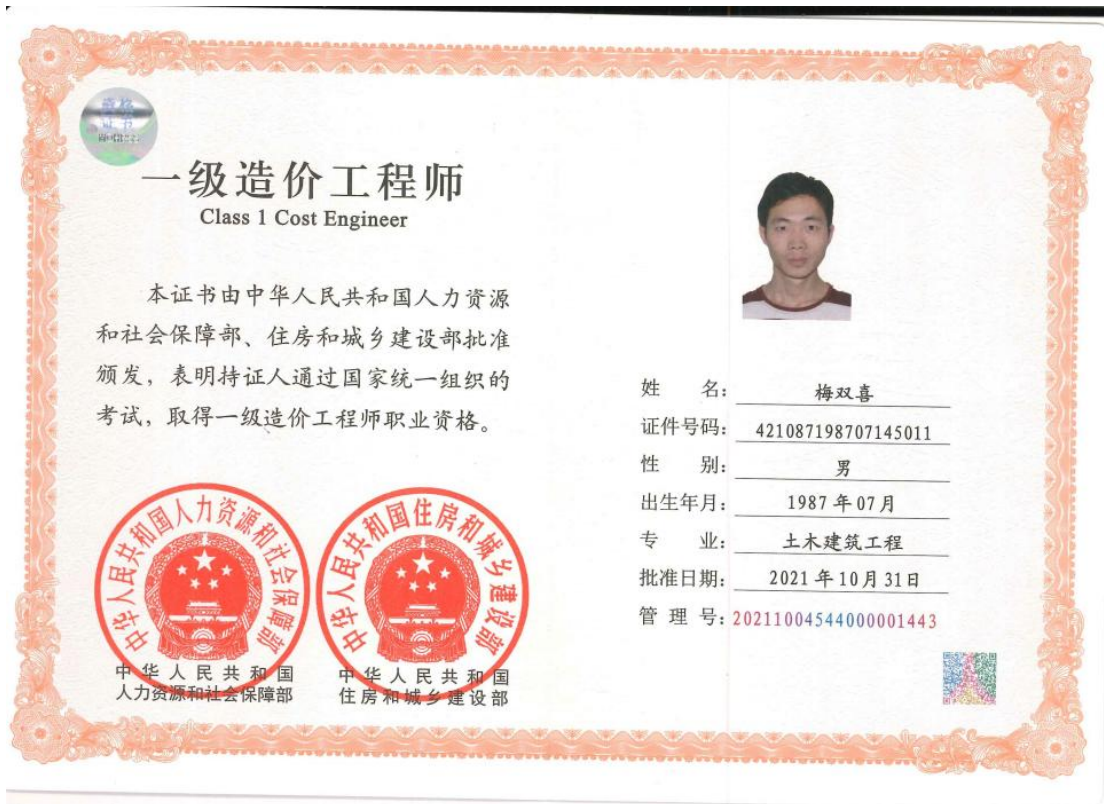 资格
证书
一级造价工程师
Class 1 Cost Engineer
本证书由中华人民共和国人力资源
和社会保障部、住房和城乡建设部批准
颁发，表明持证人通过国家统一组织的
考试，取得一级造价工程师职业资格。
中华人民共和国人力资源和社会保障部
中华人民共和国住房和城乡建设部
中华人民共和国
人力资源和社会保障部
中华人民共和国
住房和城乡建设部
姓 名： 梅双喜
证件号码： 421087198707145011
性 别： 男
出生年月： 1987年07月
专 业： 土木建筑工程
批准日期： 2021年10月31日
管 理 号： 20211004544000001443